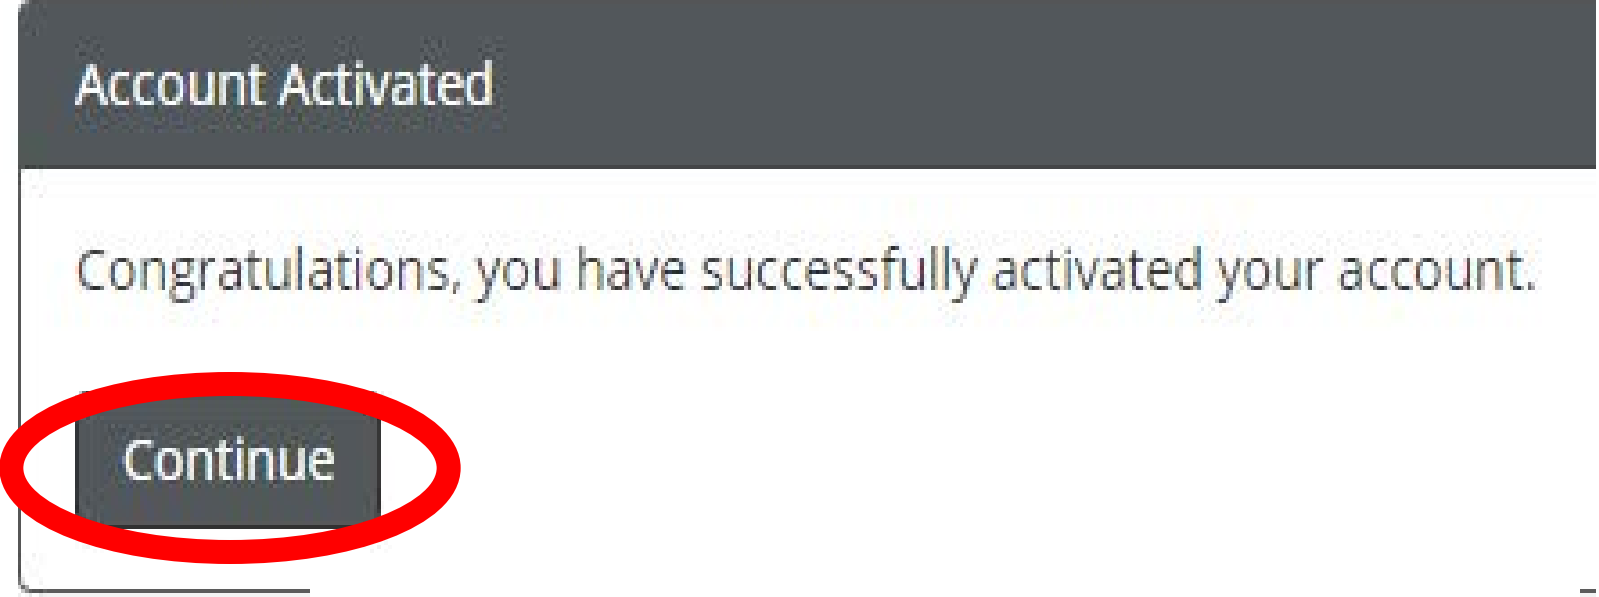 Account Activated
Congratulations, you have successfully activated your account.
Continue